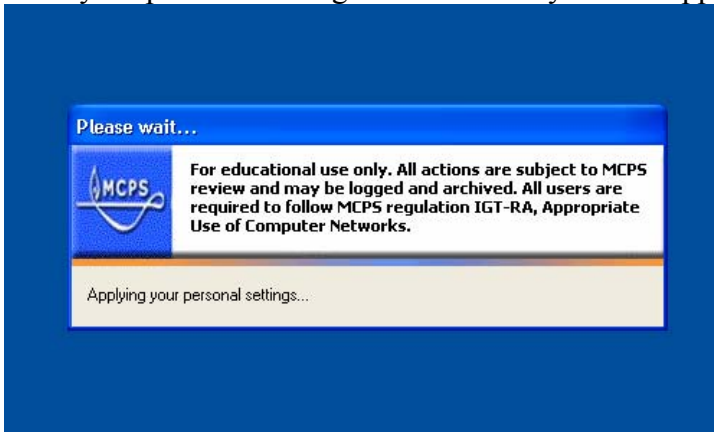 Please wait...
MCPS
For educational use only. All actions are subject to MCPS
review and may be logged and archived. All users are
required to follow MCPS regulation IGT-RA, Appropriate
Use of Computer Networks.
Applying your personal settings...